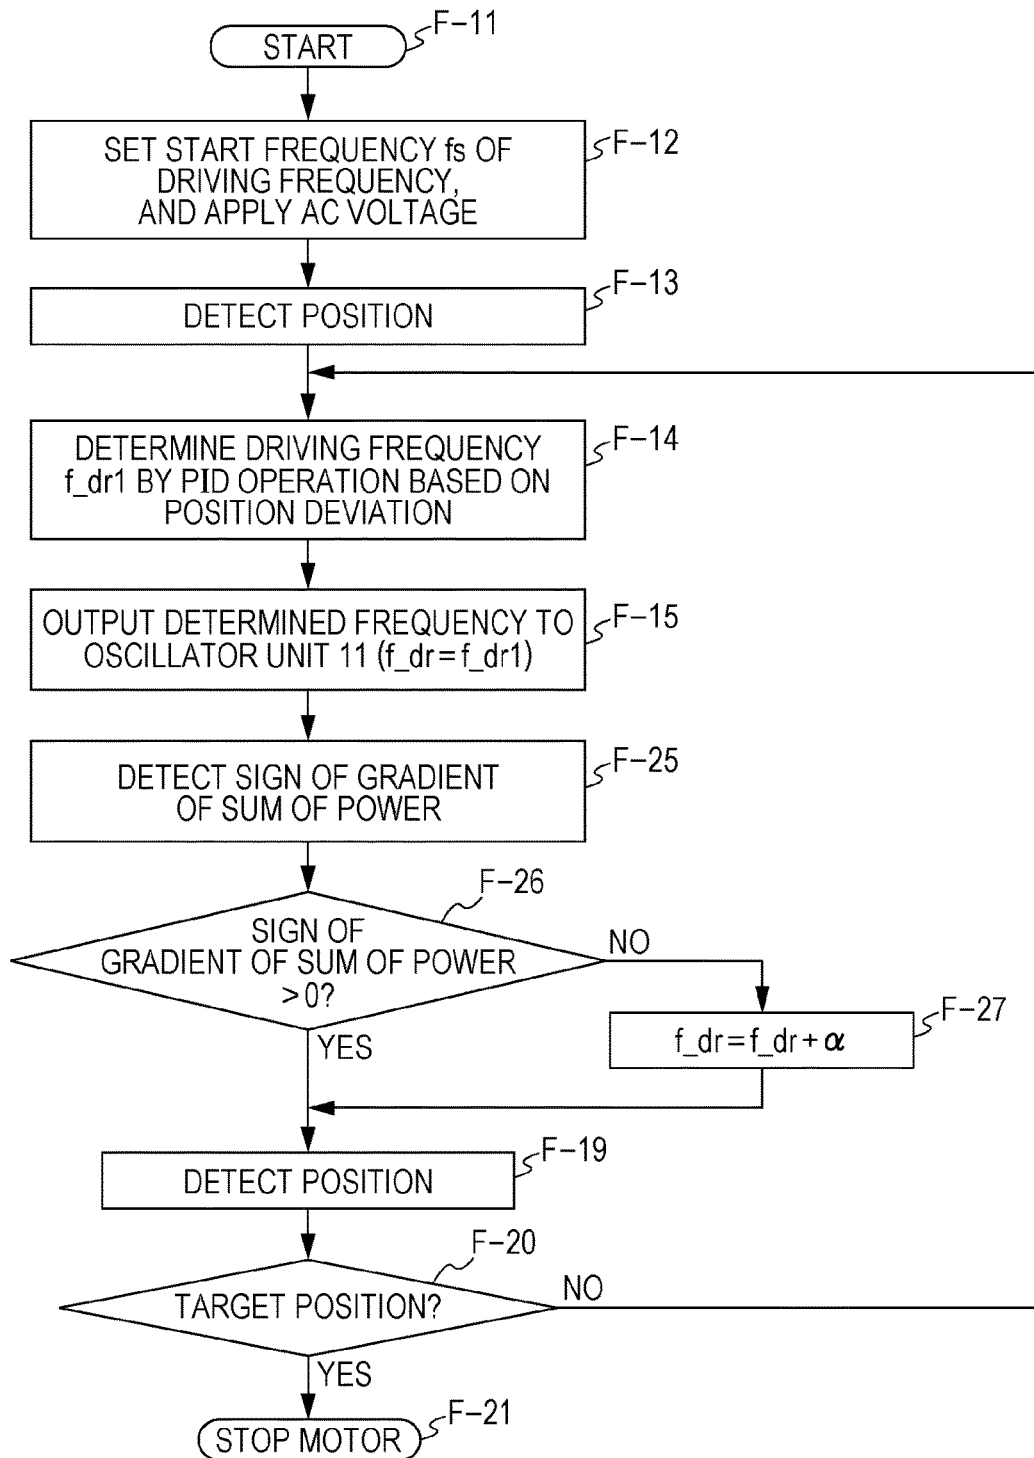 START
F-11
SET START FREQUENCY fs OF
DRIVING FREQUENCY,
AND APPLY AC VOLTAGE
F-12
DETECT POSITION
F-13
DETERMINE DRIVING FREQUENCY
f_dr1 BY PID OPERATION BASED ON
POSITION DEVIATION
F-14
OUTPUT DETERMINED FREQUENCY TO
OSCILLATOR UNIT 11 (f_dr=f_dr1)
F-15
DETECT SIGN OF GRADIENT
OF SUM OF POWER
F-25
SIGN OF
GRADIENT OF SUM OF POWER
>0?
F-26
NO
YES
f_dr=f_dr+α
F-27
DETECT POSITION
F-19
TARGET POSITION?
F-20
NO
YES
STOP MOTOR
F-21